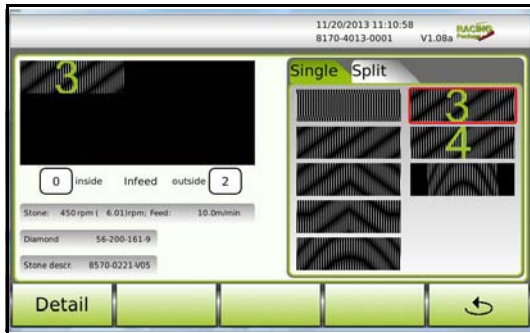 11/20/2013 11:10:58
8170-4013-0001 V1.08a RACING
Single Split
3
3
4
0 inside Infeed outside 2
Stone: 450 rpm ( 6.01)rpm; Feed: 10.0m/min
Diamond 56-200-161-9
Stone descr. 8570-0221-V05
Detail